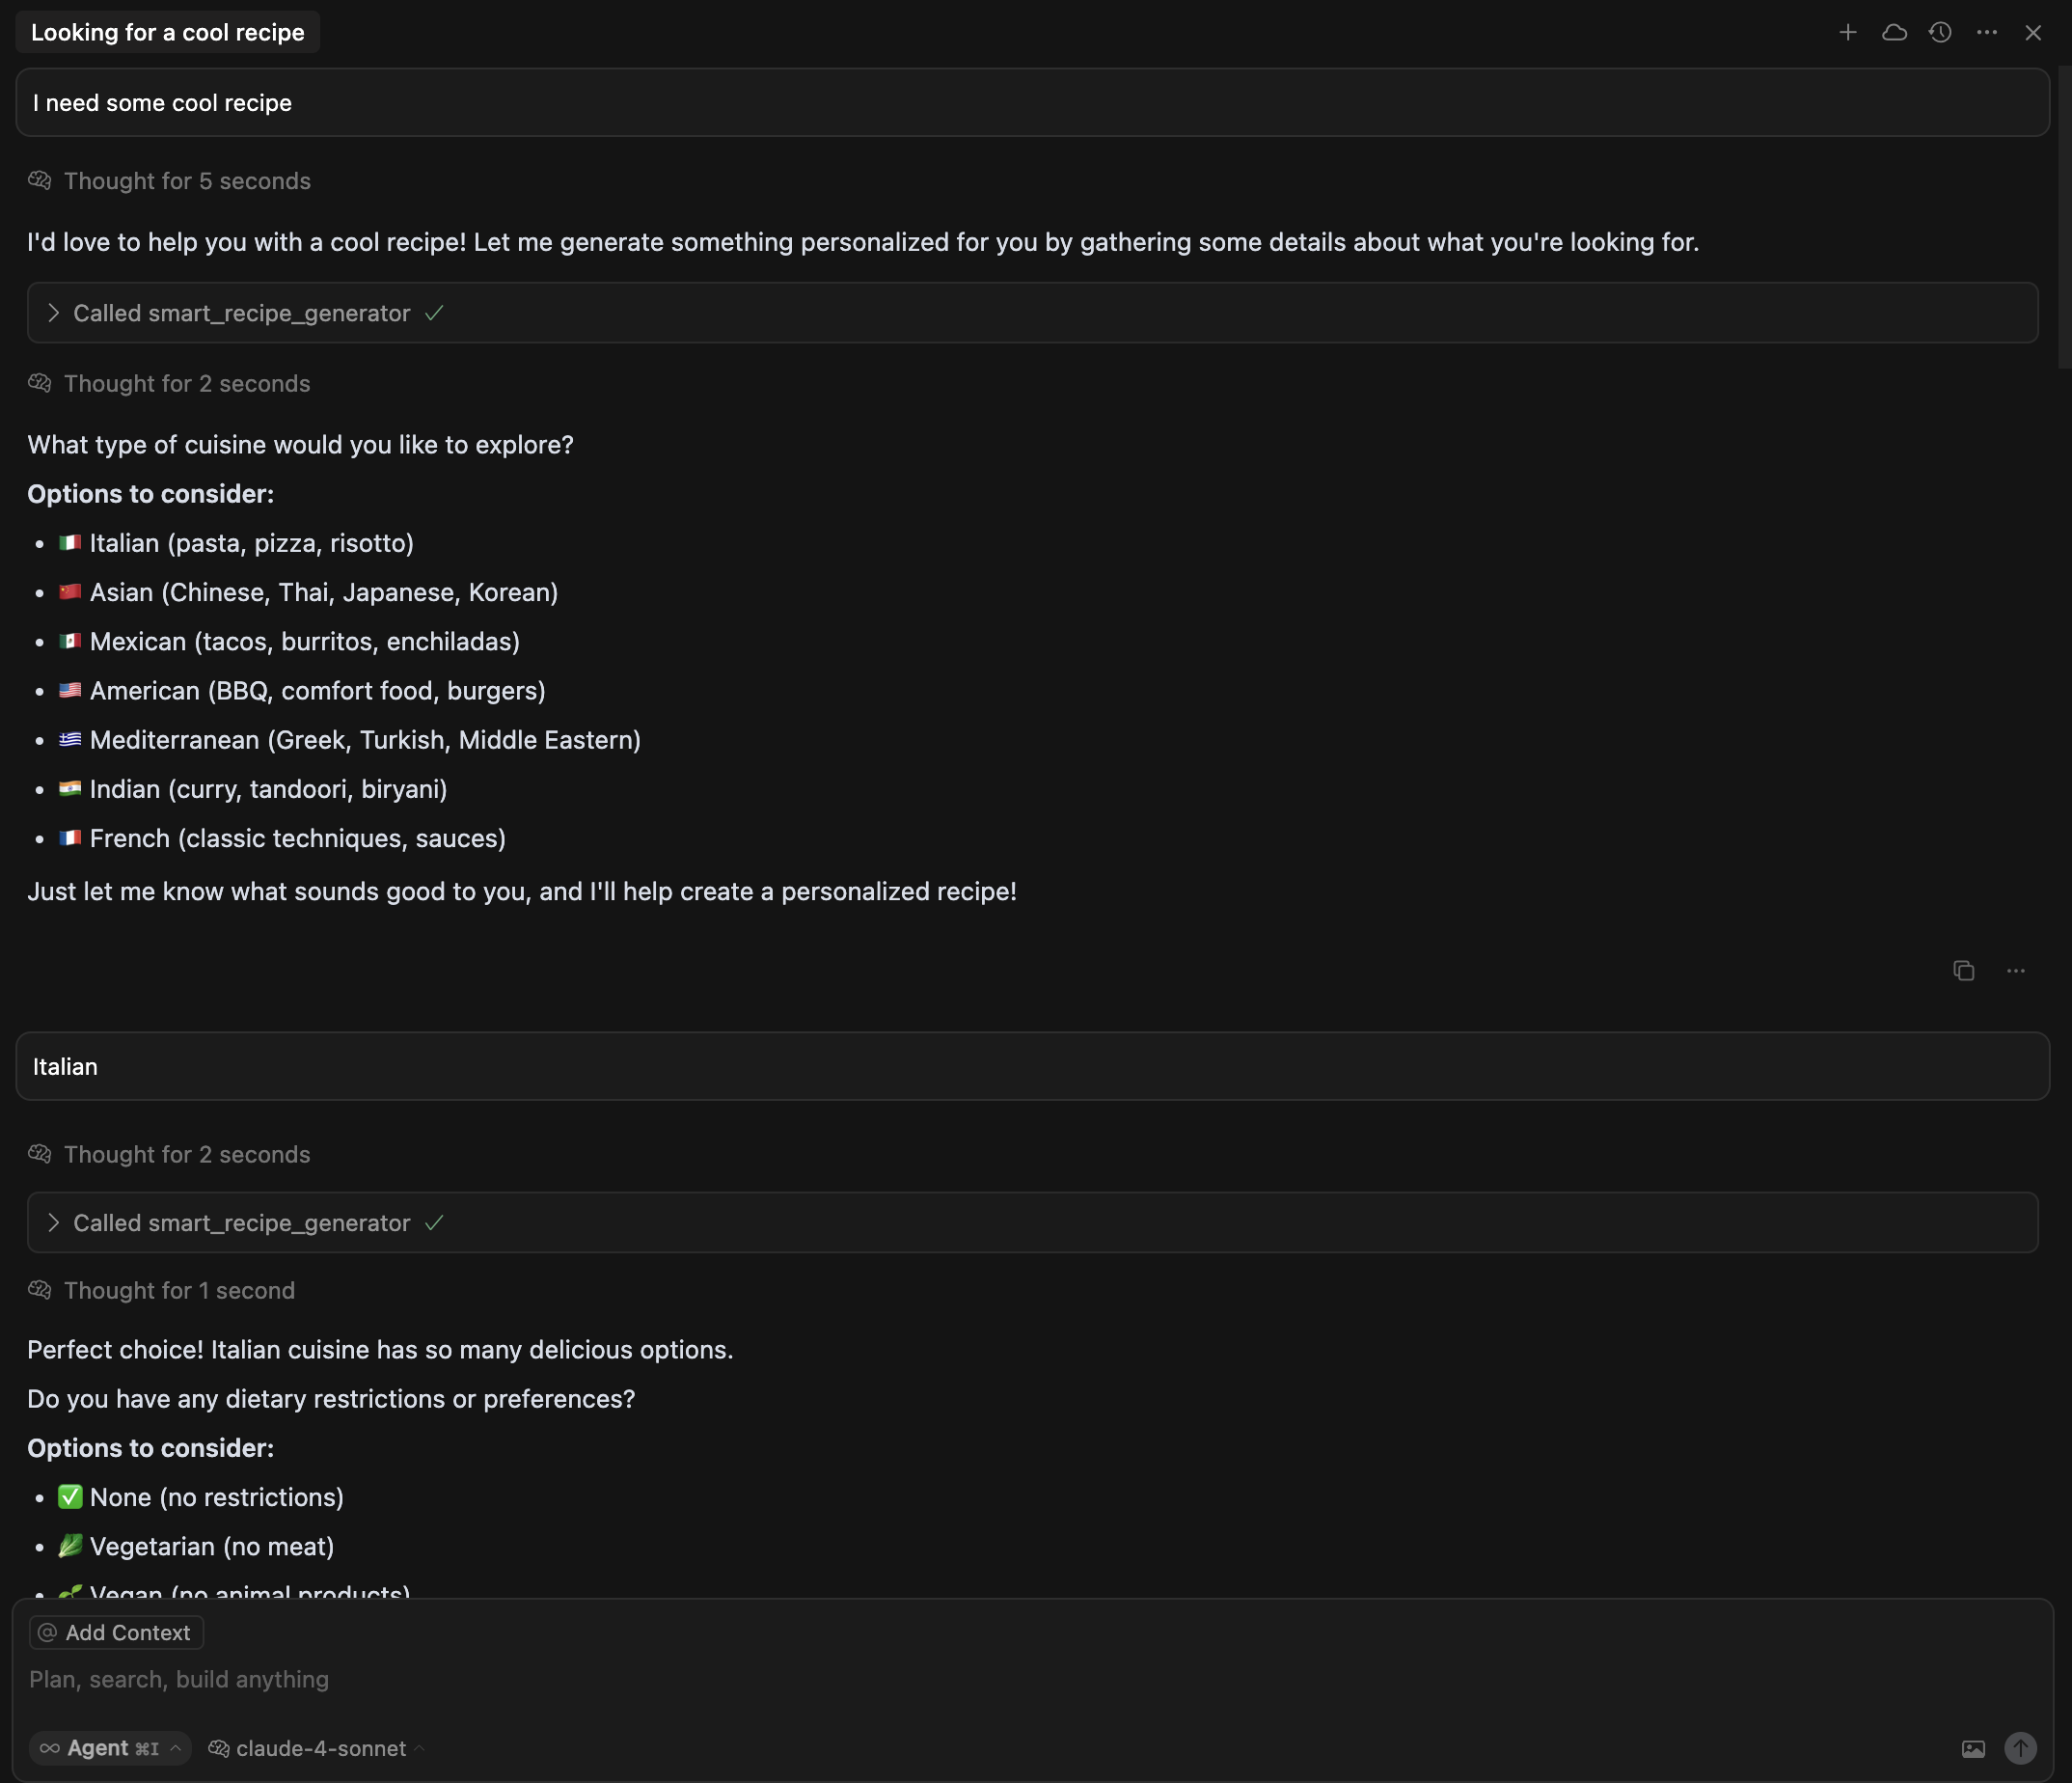 Looking for a cool recipe
I need some cool recipe
Thought for 5 seconds
I'd love to help you with a cool recipe! Let me generate something personalized for you by gathering some details about what you're looking for.
Called smart_recipe_generator
Thought for 2 seconds
What type of cuisine would you like to explore?
Options to consider:
• Italian (pasta, pizza, risotto)
• Asian (Chinese, Thai, Japanese, Korean)
• Mexican (tacos, burritos, enchiladas)
• American (BBQ, comfort food, burgers)
• Mediterranean (Greek, Turkish, Middle Eastern)
• Indian (curry, tandoori, biryani)
• French (classic techniques, sauces)
Just let me know what sounds good to you, and I'll help create a personalized recipe!
Italian
Thought for 2 seconds
Called smart_recipe_generator
Thought for 1 second
Perfect choice! Italian cuisine has so many delicious options.
Do you have any dietary restrictions or preferences?
Options to consider:
• None (no restrictions)
• Vegetarian (no meat)
• Vegan (no animal products)
@ Add Context
Plan, search, build anything
Agent ⌘I claude-4-sonnet